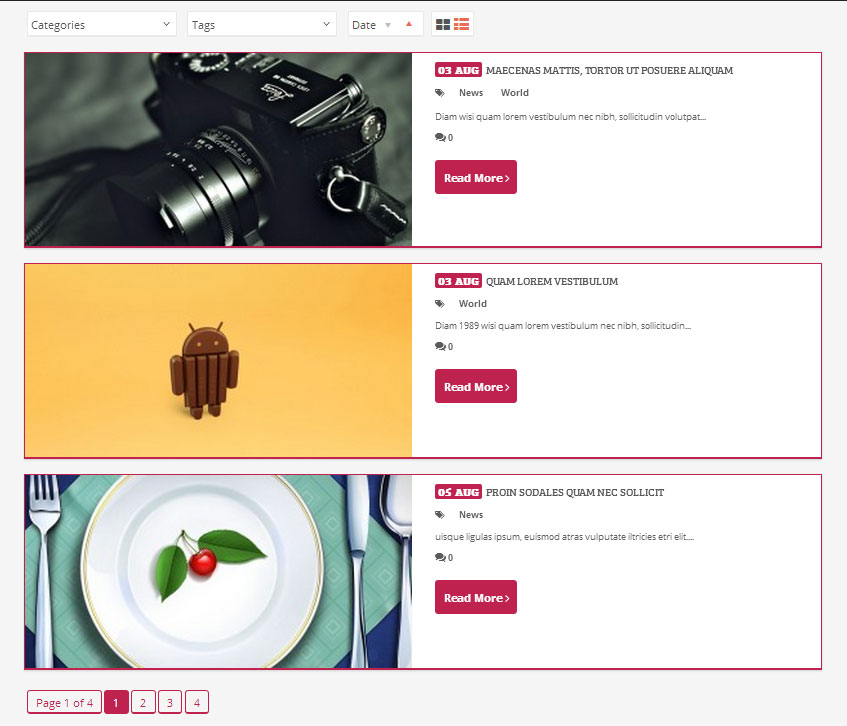 Categories Tags Date
03 AUG MAECENAS MATTIS, TORTOR UT POSUERE ALIQUAM
News World
Diam wisi quam lorem vestibulum nec nibh, sollicitudin volutpat...
0
Read More
03 AUG QUAM LOREM VESTIBULUM
World
Diam 1989 wisi quam lorem vestibulum nec nibh, sollicitudin...
0
Read More
05 AUG PROIN SODALES QUAM NEC SOLLICIT
News
uisque ligulas ipsum, euismod atras vulputate iltricies etri elit....
0
Read More
Page 1 of 4 1 2 3 4